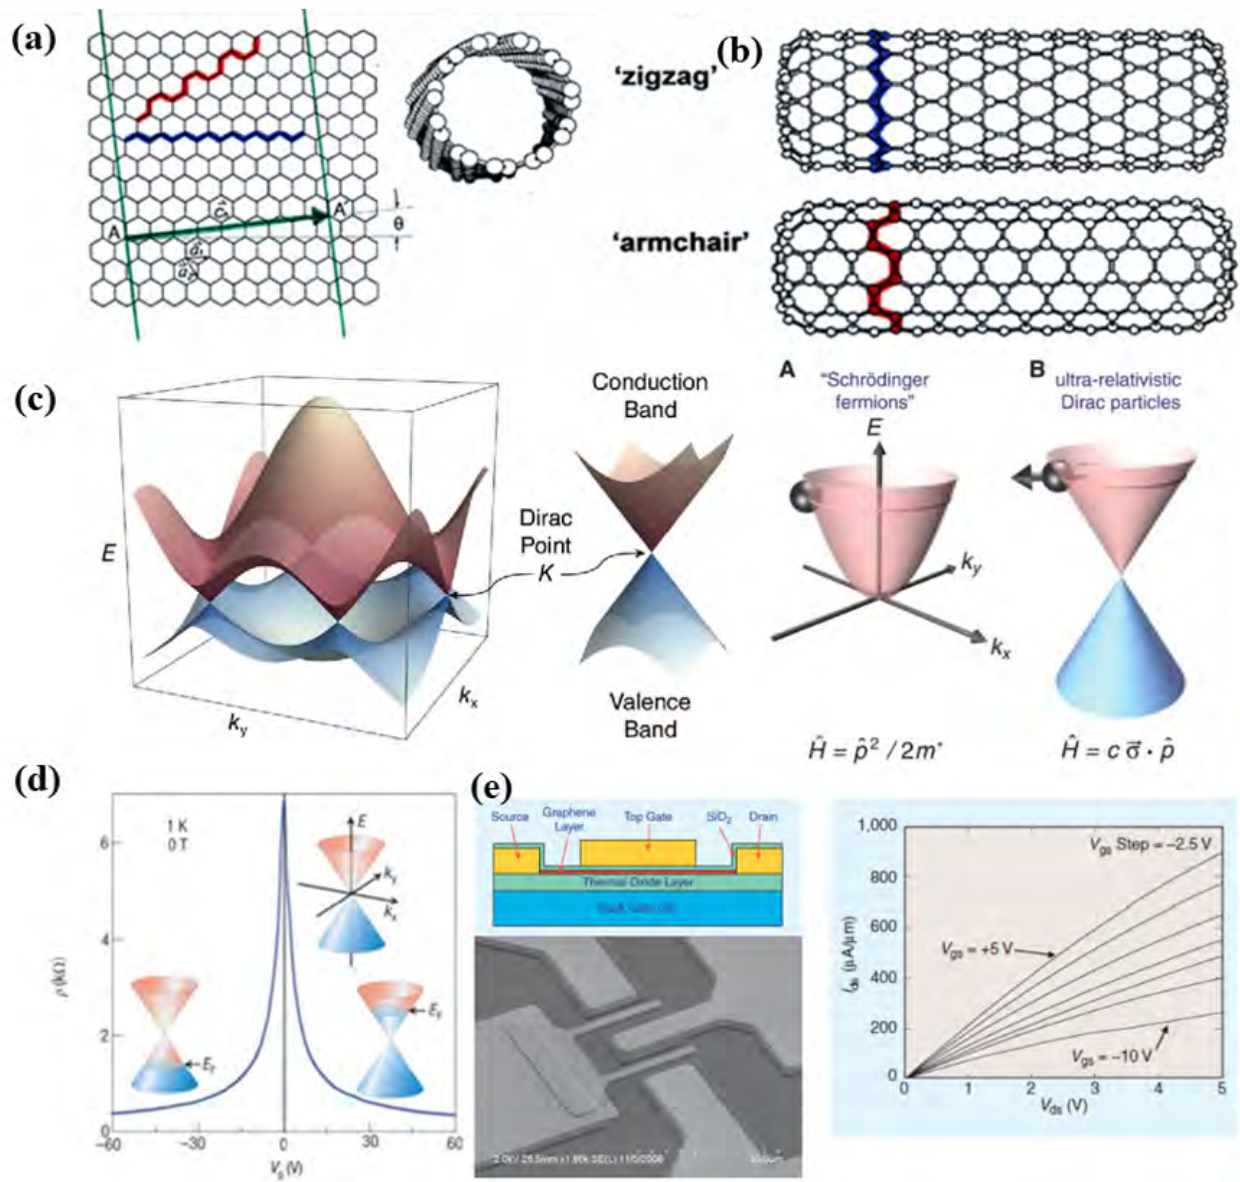 (a)
A
A'
θ
'zigzag'
(b)
'armchair'
(c)
E
k_y
k_x
Conduction
Band
Dirac
Point
K
Valence
Band
A
"Schrödinger
fermions"
E
k_y
k_x
Ĥ = p̂² / 2m*
B
ultra-relativistic
Dirac particles
Ĥ = c σ⃗ · p̂
(d)
1 K
0 T
ρ (kΩ)
6
4
2
0
−60
−30
0
30
60
V_g (V)
E
k_y
k_x
E_F
E_F
(e)
Source
Graphene
Layer
Top Gate
SiO₂
Drain
Thermal Oxide Layer
I_ds (μA/μm)
1,000
800
600
400
200
0
0
1
2
3
4
5
V_ds (V)
V_gs Step = −2.5 V
V_gs = +5 V
V_gs = −10 V